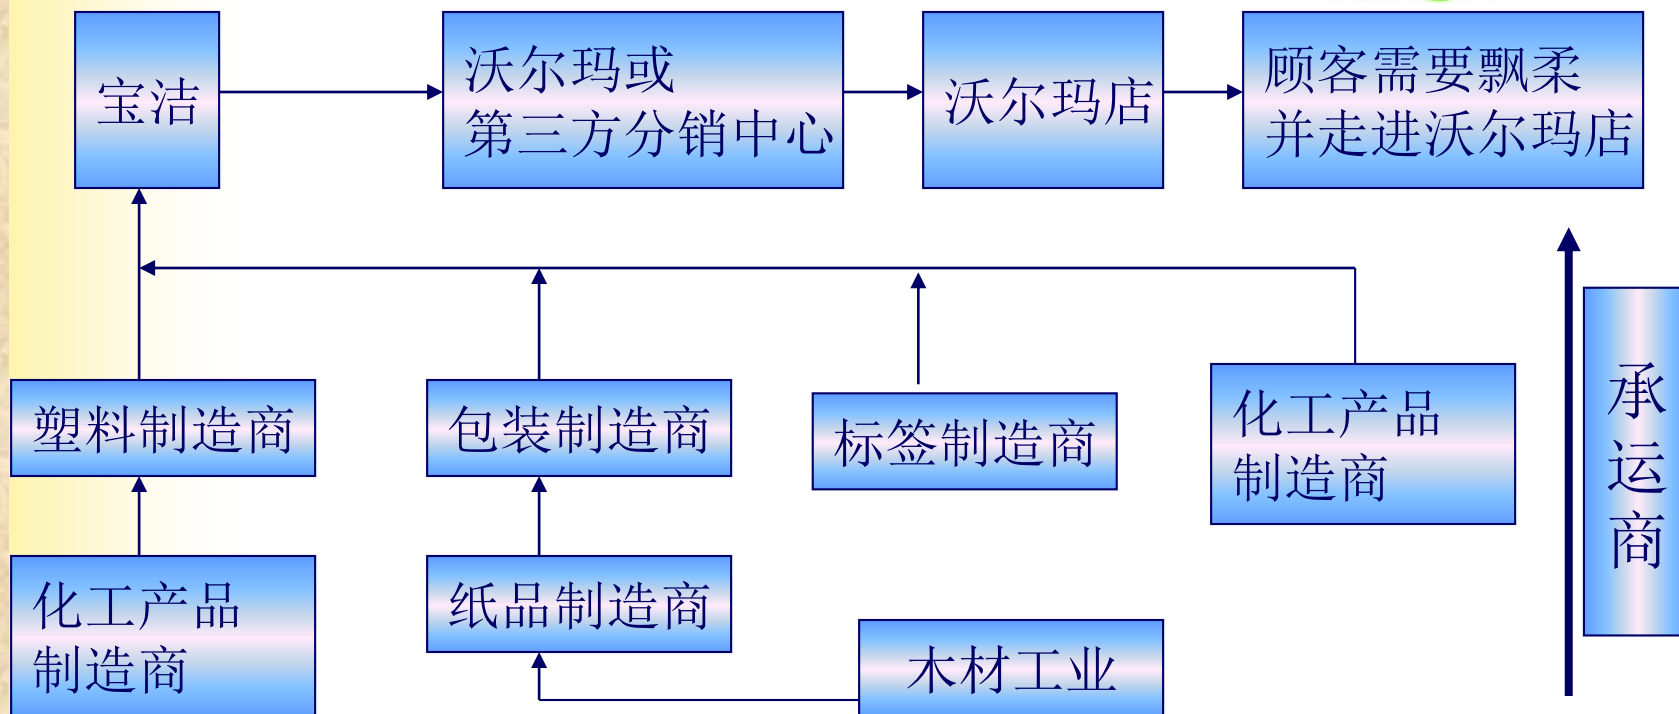 宝洁
沃尔玛或
第三方分销中心
沃尔玛店
顾客需要飘柔
并走进沃尔玛店
塑料制造商
包装制造商
标签制造商
化工产品
制造商
承运商
化工产品
制造商
纸品制造商
木材工业